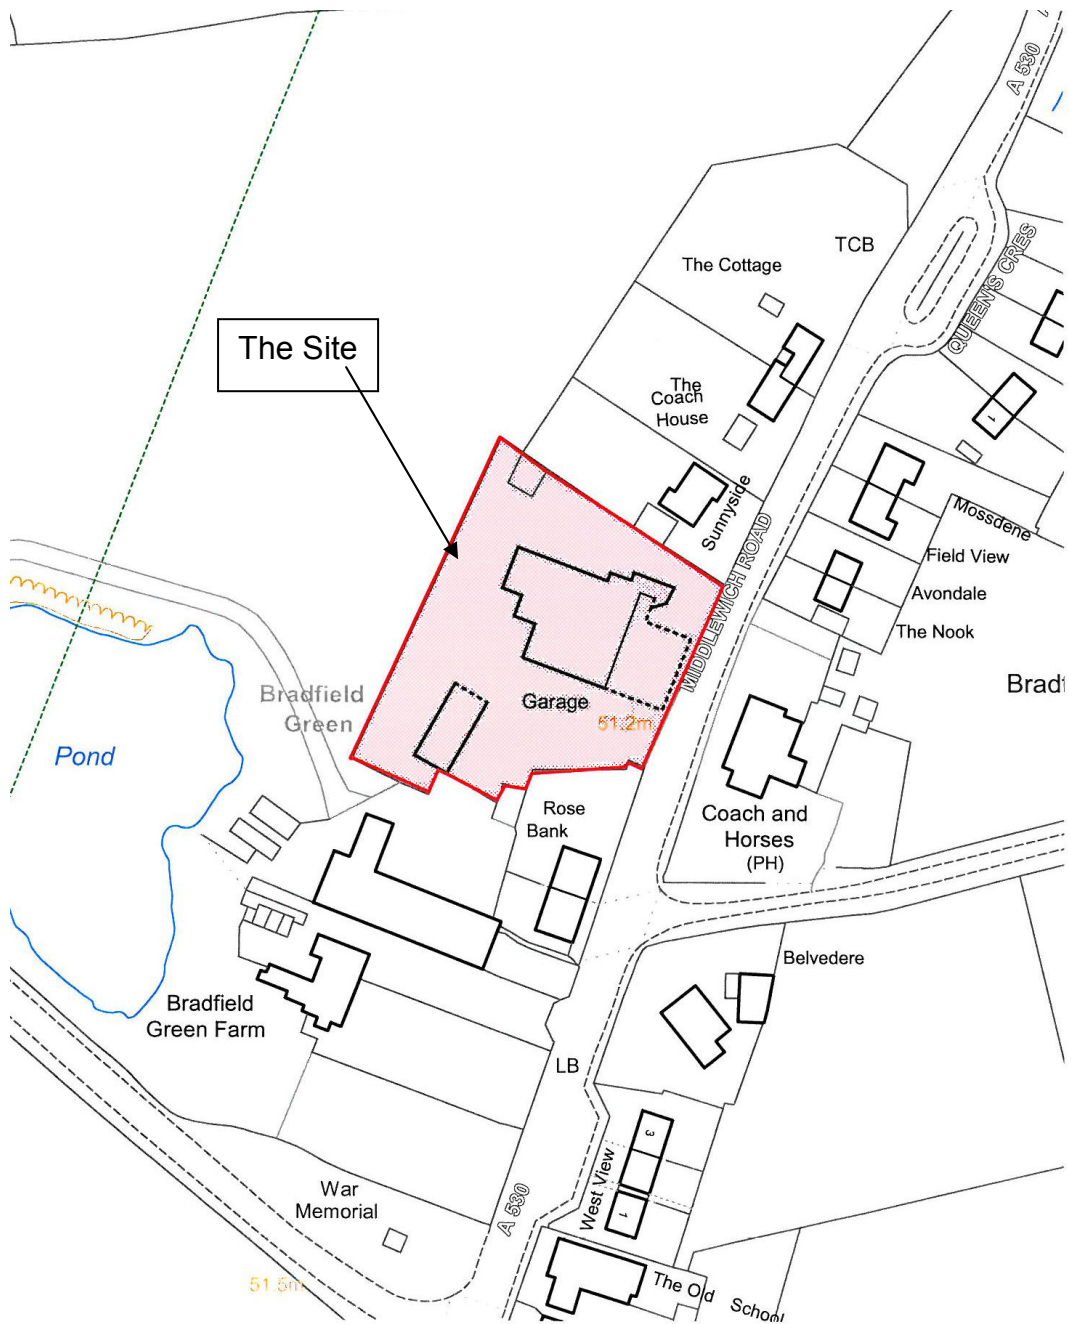 A 530
TCB
The Cottage
QUEEN'S CRES
The Site
The
Coach
House
1
Sunnyside
Mossdene
MIDDLEWICH ROAD
Field View
Avondale
The Nook
Bradfield
Green
Garage
51.2m
Bradf
Pond
Rose
Bank
Coach and
Horses
(PH)
Belvedere
Bradfield
Green Farm
LB
3
West View
1
War
Memorial
A 530
51.5m
The Old School